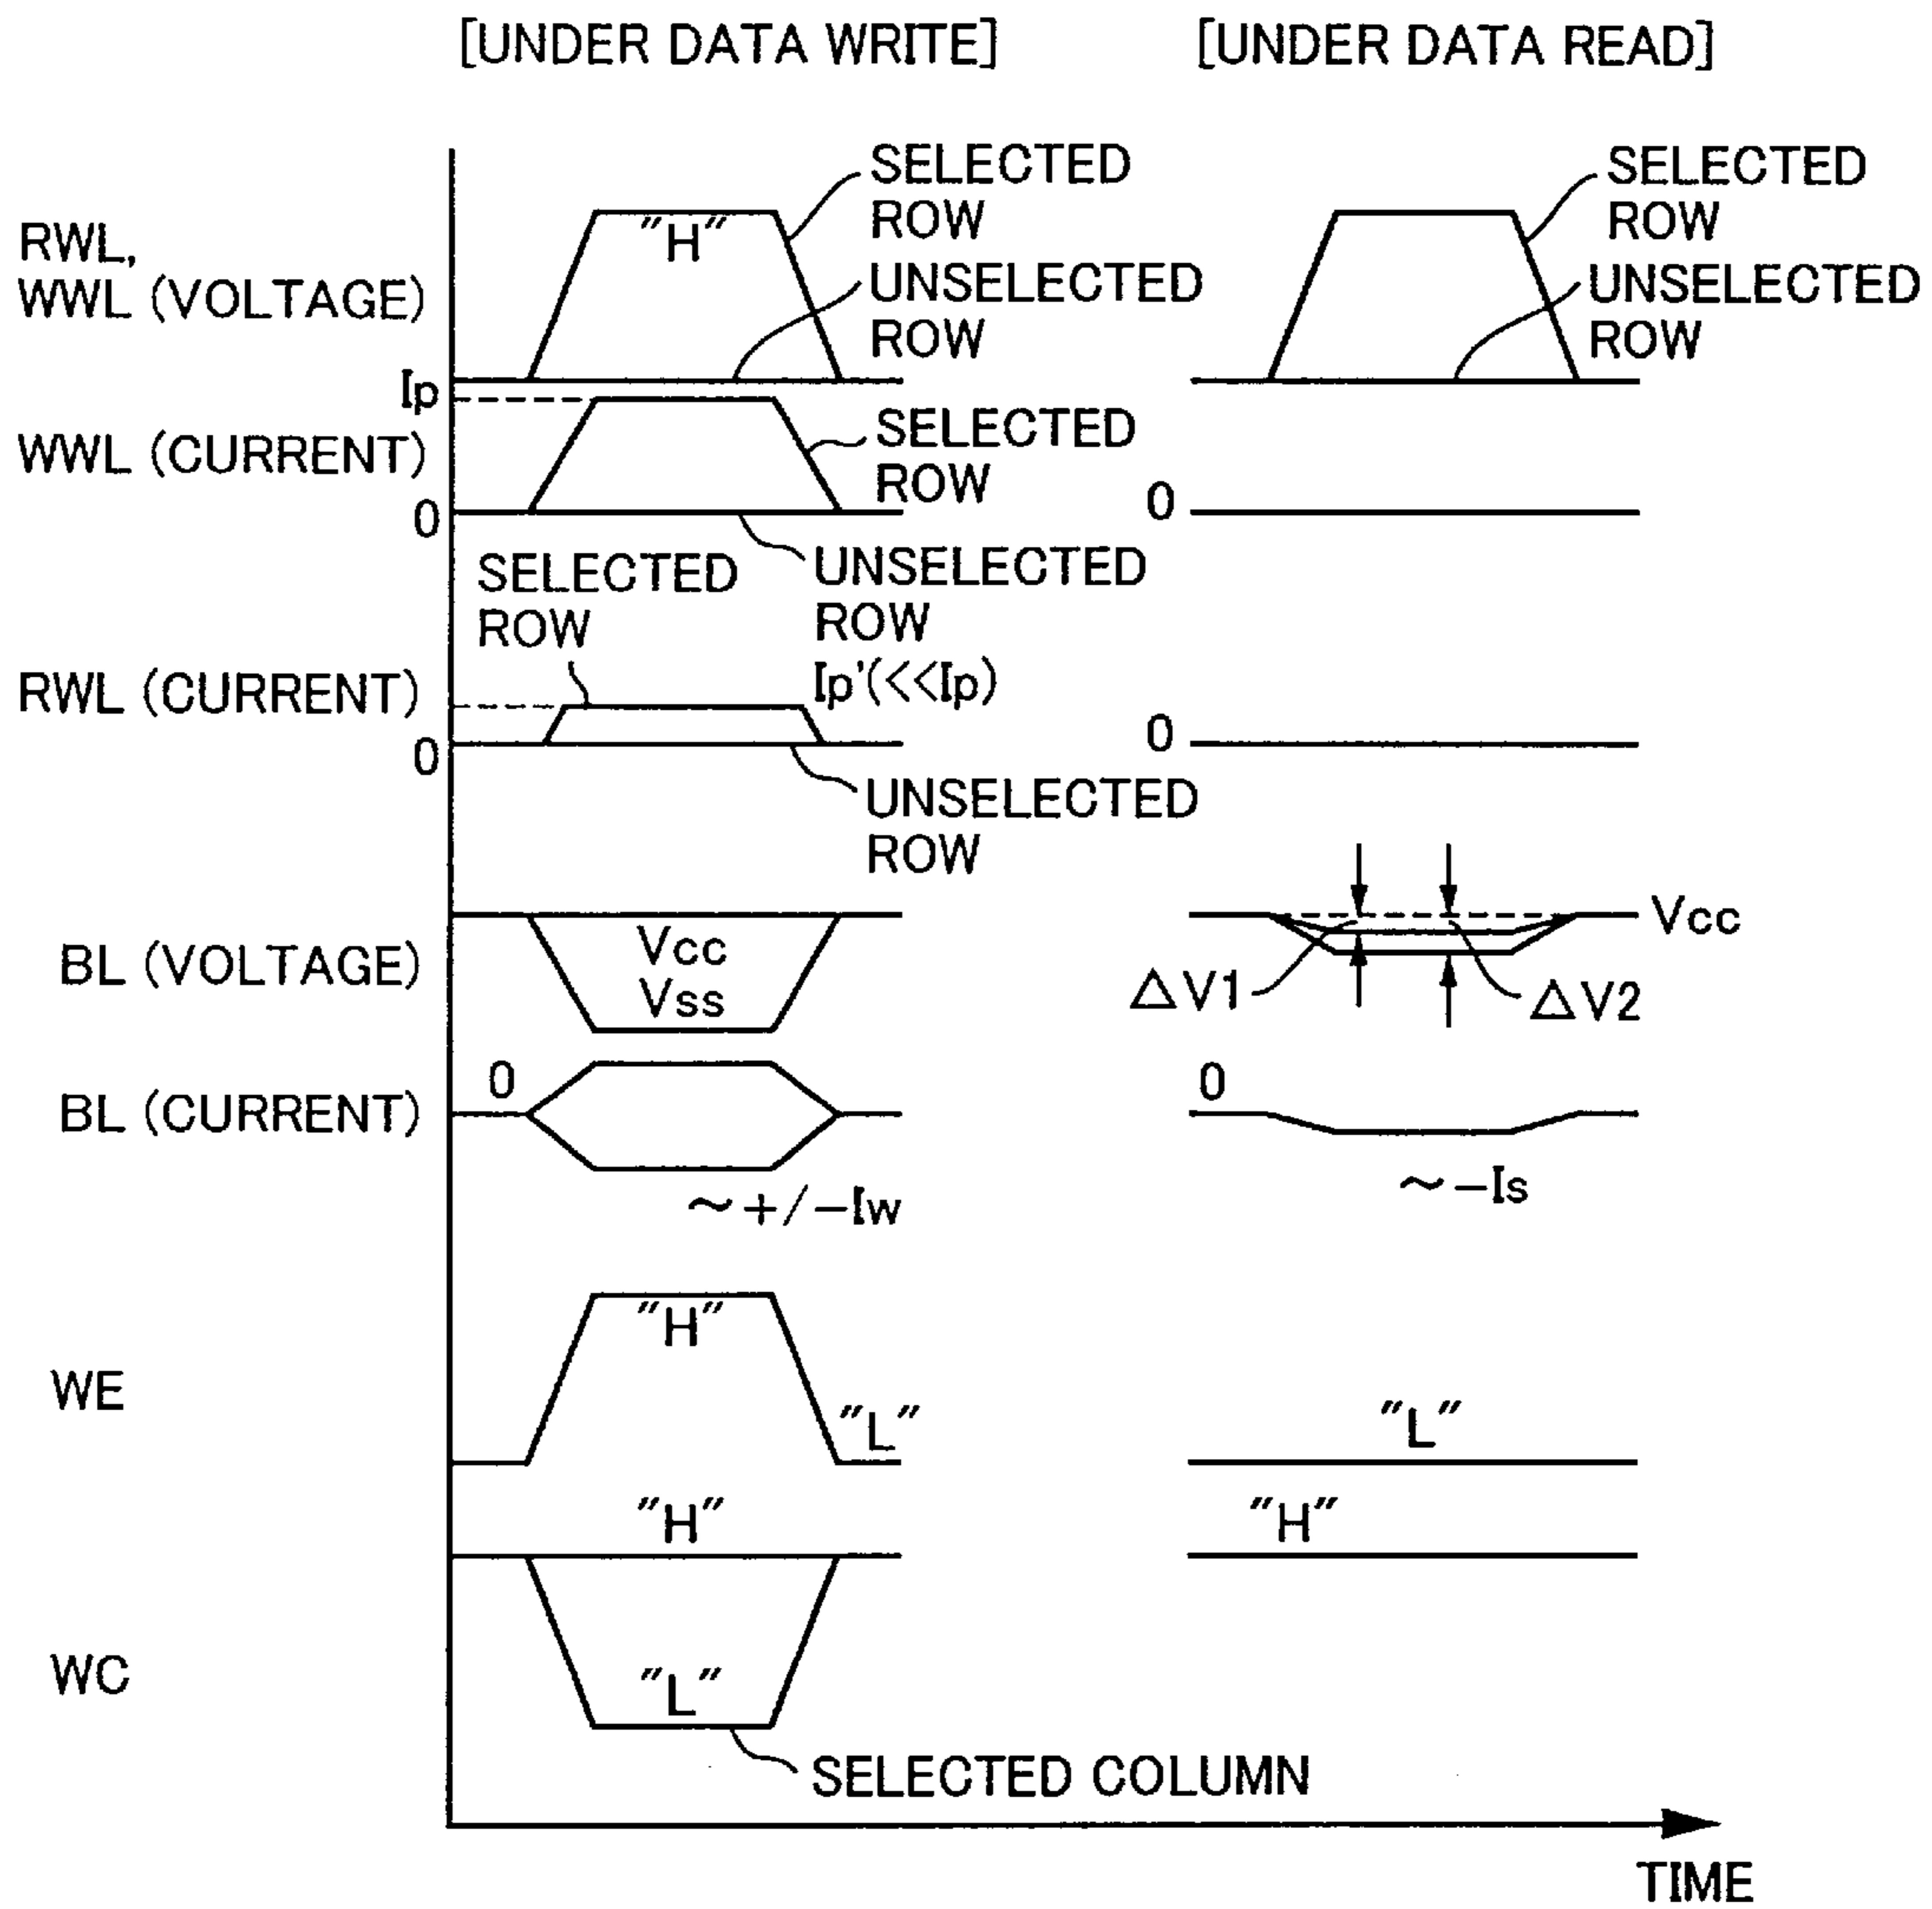 [UNDER DATA WRITE]
[UNDER DATA READ]
RWL,
WWL (VOLTAGE)
"H"
SELECTED
ROW
UNSELECTED
ROW
SELECTED
ROW
UNSELECTED
ROW
Ip
WWL (CURRENT)
0
SELECTED
ROW
UNSELECTED
ROW
0
SELECTED
ROW
RWL (CURRENT)
Ip'(<<Ip)
0
UNSELECTED
ROW
0
BL (VOLTAGE)
Vcc
Vss
Vcc
△V1
△V2
BL (CURRENT)
0
~+/-Iw
0
~-Is
WE
"H"
"L"
"L"
WC
"H"
"L"
SELECTED COLUMN
"H"
TIME